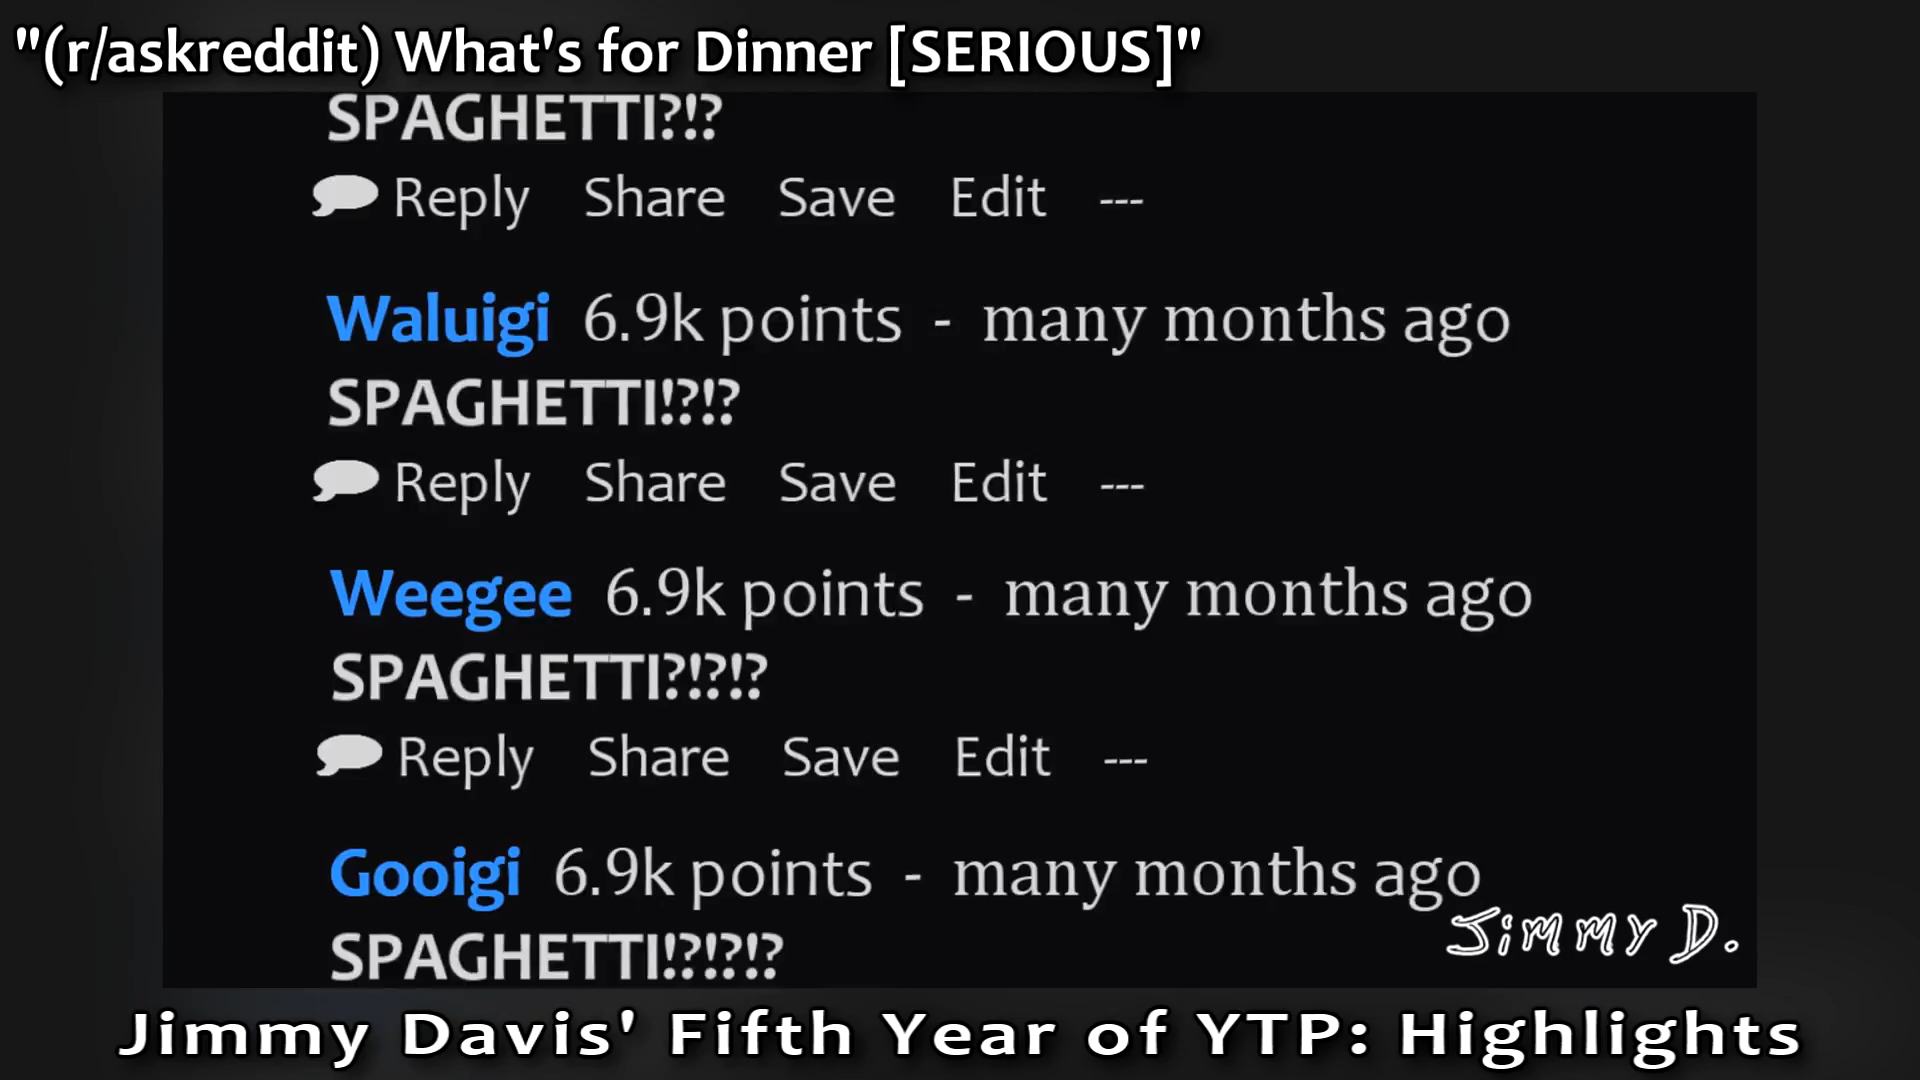 "(r/askreddit) What's for Dinner [SERIOUS]"
SPAGHETTI?!?
Reply Share Save Edit ---
Waluigi 6.9k points - many months ago
SPAGHETTI!?!?
Reply Share Save Edit ---
Weegee 6.9k points - many months ago
SPAGHETTI?!?!?
Reply Share Save Edit ---
Gooigi 6.9k points - many months ago
SPAGHETTI!?!?!?
Jimmy D.
Jimmy Davis' Fifth Year of YTP: Highlights